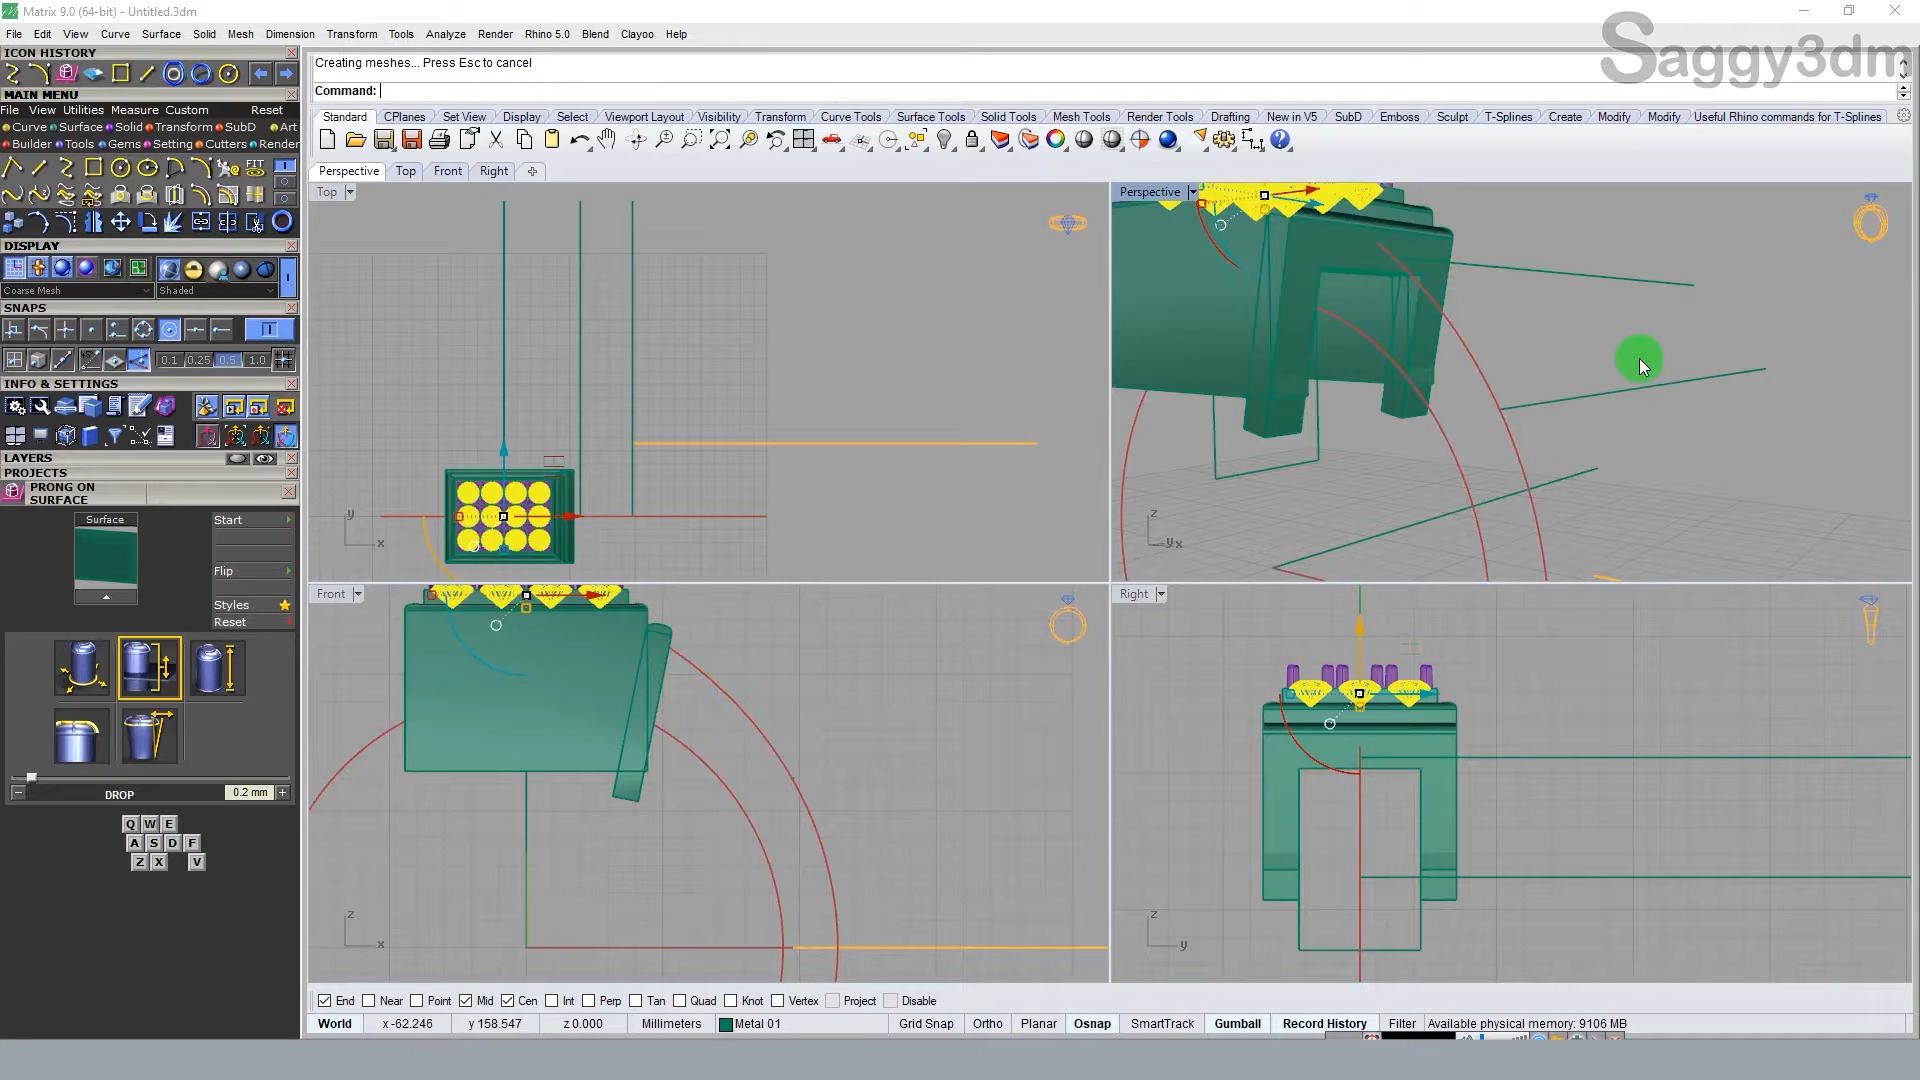 Matrix 9.0 (64-bit) - Untitled.3dm
File Edit View Curve Surface Solid Mesh Dimension Transform Tools Analyze Render Rhino 5.0 Blend Clayoo Help
Saggy3dm
ICON HISTORY
Creating meshes... Press Esc to cancel
Command:
MAIN MENU
File View Utilities Measure Custom Reset
Curve Surface Solid Transform SubD Art
Builder Tools Gems Setting Cutters Render
Standard CPlanes Set View Display Select Viewport Layout Visibility Transform Curve Tools Surface Tools Solid Tools Mesh Tools Render Tools Drafting New in V5 SubD Emboss Sculpt T-Splines Create Modify Modify Useful Rhino commands for T-Splines
FIT
Perspective Top Front Right
Top
Perspective
DISPLAY
Coarse Mesh Shaded
SNAPS
0.1 0.25 0.5 1.0
INFO & SETTINGS
LAYERS
PROJECTS
PRONG ON
SURFACE
Surface
Start
Flip
Styles
Reset
DROP 0.2 mm
Q W E
A S D F
Z X V
y
x
z
y x
Front
Right
z
x
z
y
End Near Point Mid Cen Int Perp Tan Quad Knot Vertex Project Disable
World x -62.246 y 158.547 z 0.000 Millimeters Metal 01 Grid Snap Ortho Planar Osnap SmartTrack Gumball Record History Filter Available physical memory: 9106 MB